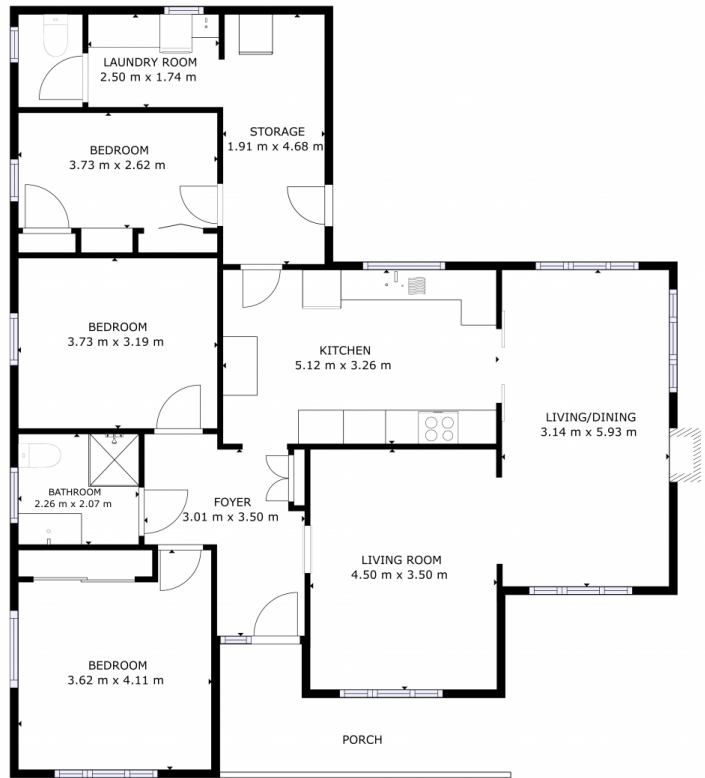 LAUNDRY ROOM
2.50 m x 1.74 m
STORAGE
1.91 m x 4.68 m
BEDROOM
3.73 m x 2.62 m
BEDROOM
3.73 m x 3.19 m
KITCHEN
5.12 m x 3.26 m
LIVING/DINING
3.14 m x 5.93 m
BATHROOM
2.26 m x 2.07 m
FOYER
3.01 m x 3.50 m
LIVING ROOM
4.50 m x 3.50 m
BEDROOM
3.62 m x 4.11 m
PORCH